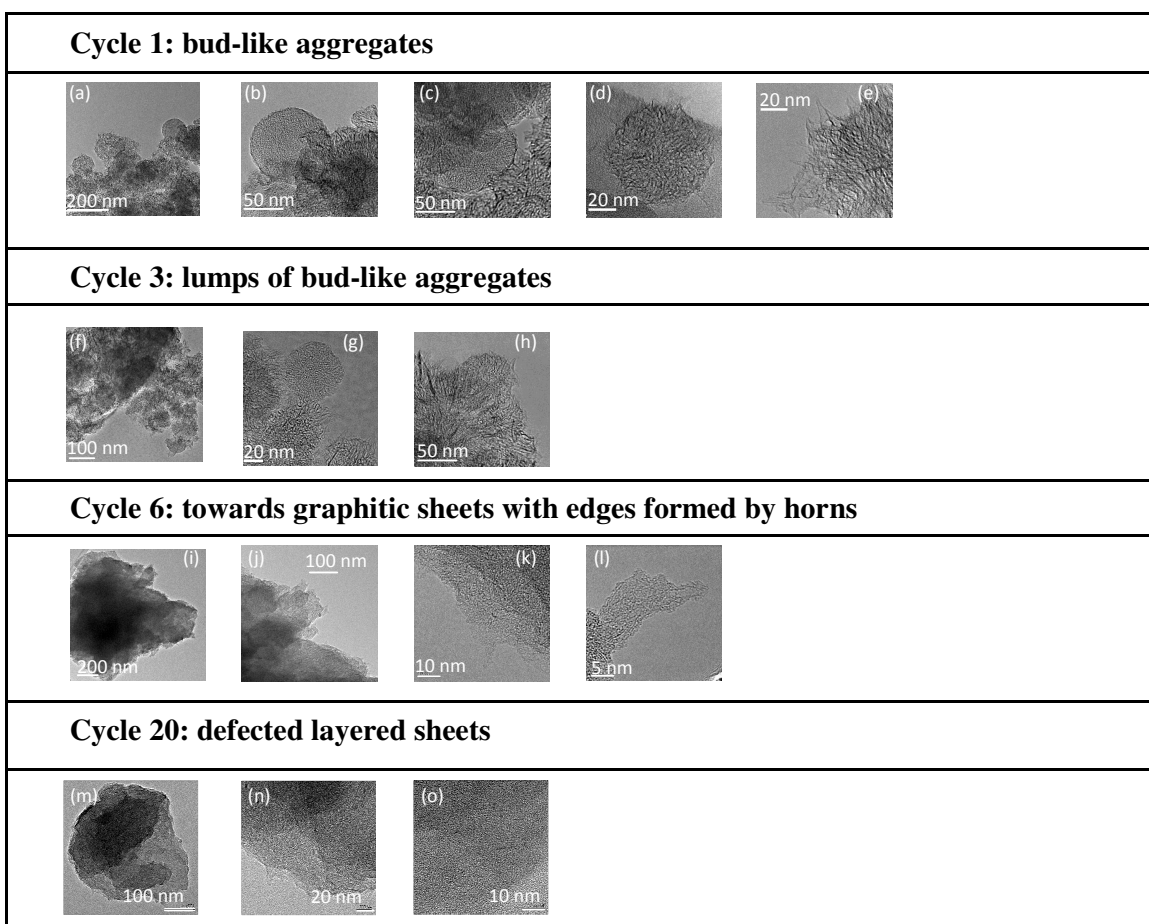 Cycle 1: bud-like aggregates
(a)
200 nm
(b)
50 nm
(c)
50 nm
(d)
20 nm
(e)
20 nm
Cycle 3: lumps of bud-like aggregates
(f)
100 nm
(g)
20 nm
(h)
50 nm
Cycle 6: towards graphitic sheets with edges formed by horns
(i)
200 nm
(j)
100 nm
(k)
10 nm
(l)
5 nm
Cycle 20: defected layered sheets
(m)
100 nm
(n)
20 nm
(o)
10 nm